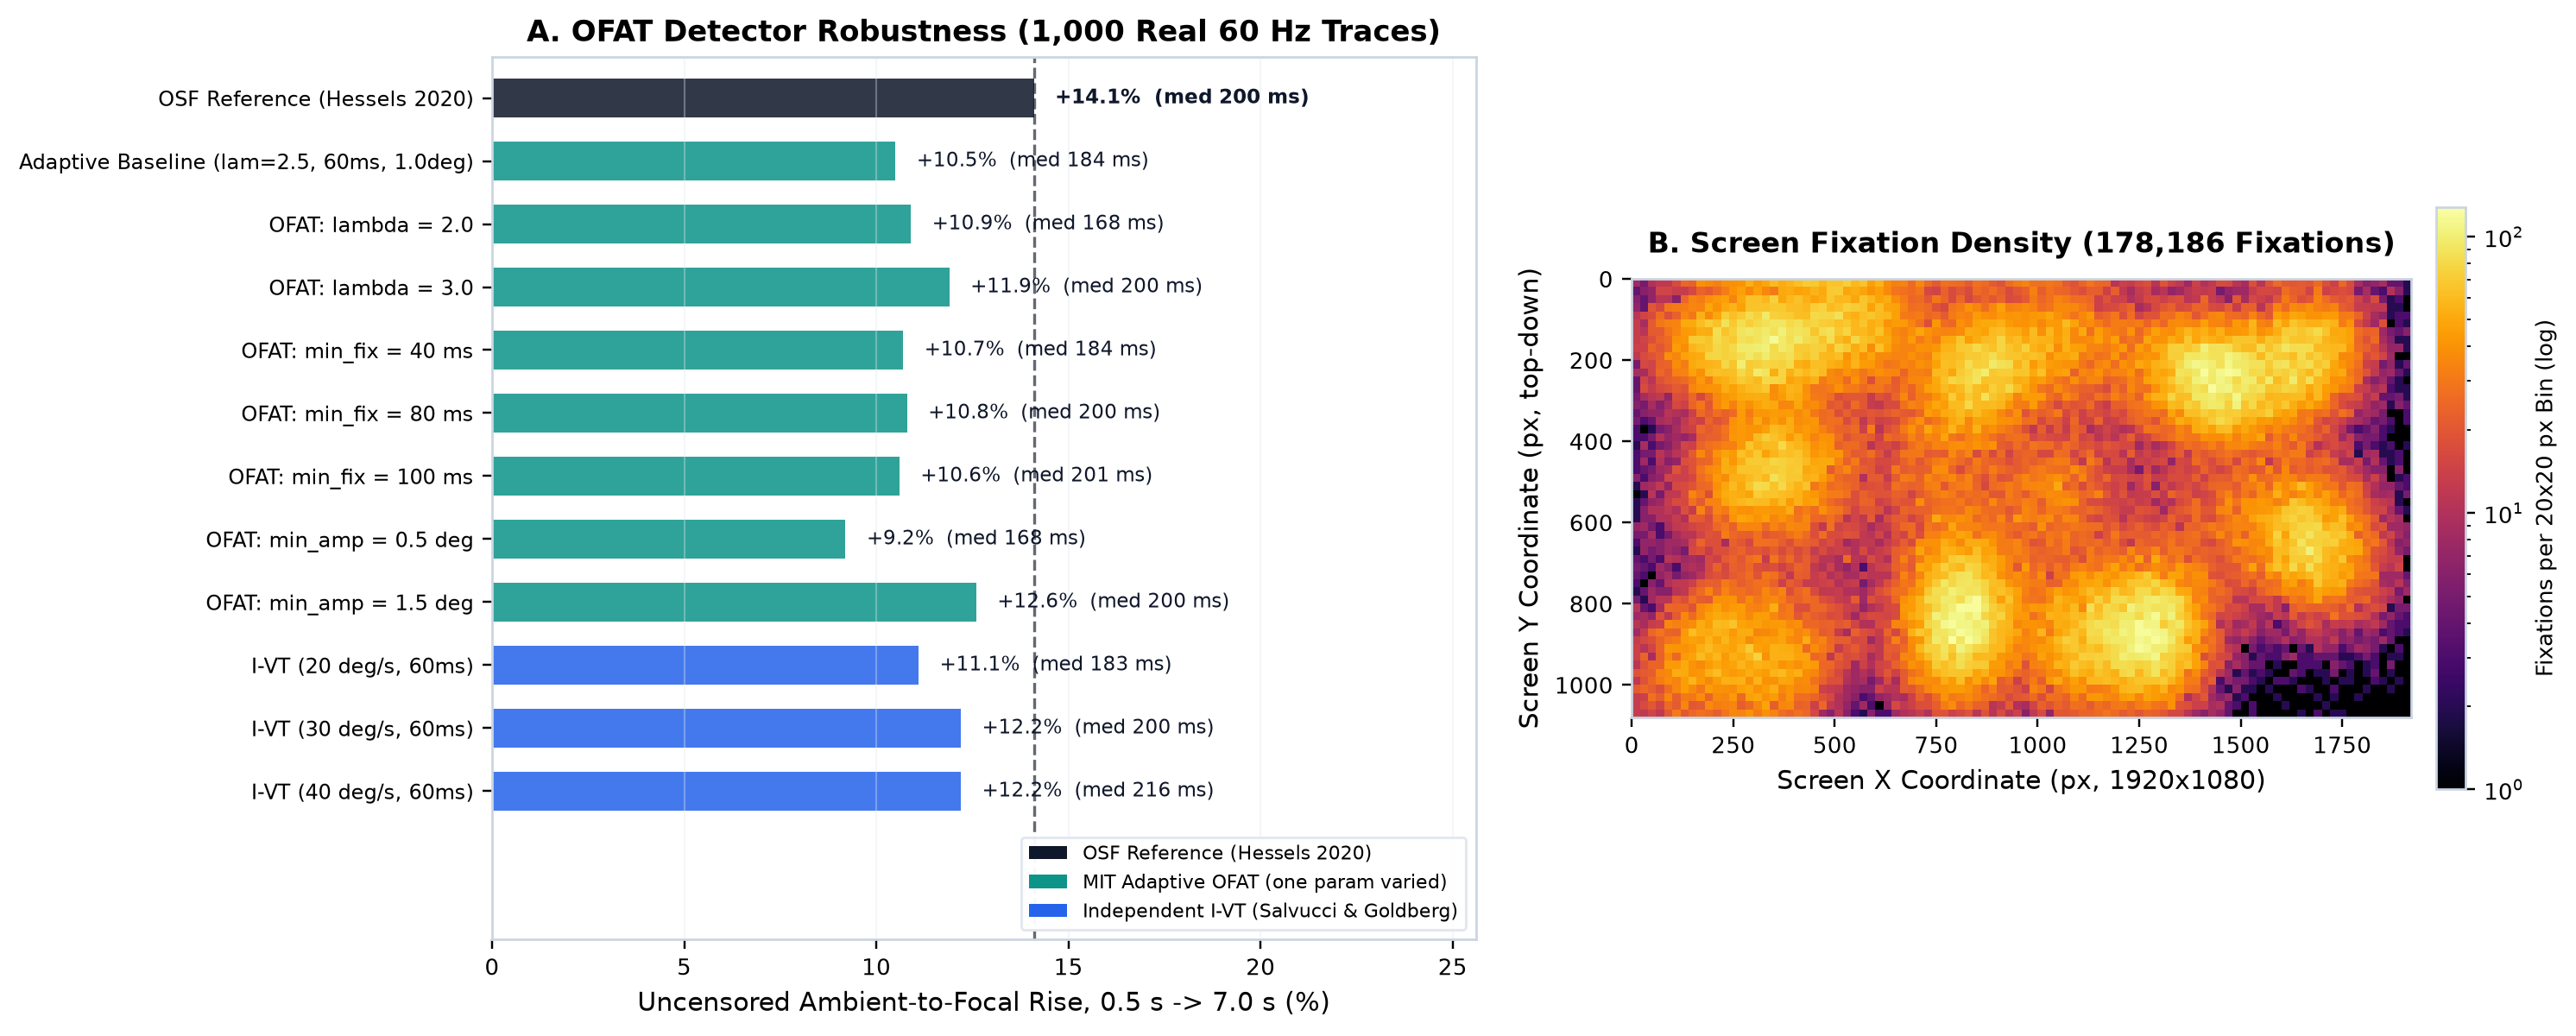 A. OFAT Detector Robustness (1,000 Real 60 Hz Traces)
OSF Reference (Hessels 2020)
+14.1%  (med 200 ms)
Adaptive Baseline (lam=2.5, 60ms, 1.0deg)
+10.5%  (med 184 ms)
OFAT: lambda = 2.0
+10.9%  (med 168 ms)
OFAT: lambda = 3.0
+11.9%  (med 200 ms)
OFAT: min_fix = 40 ms
+10.7%  (med 184 ms)
OFAT: min_fix = 80 ms
+10.8%  (med 200 ms)
OFAT: min_fix = 100 ms
+10.6%  (med 201 ms)
OFAT: min_amp = 0.5 deg
+9.2%  (med 168 ms)
OFAT: min_amp = 1.5 deg
+12.6%  (med 200 ms)
I-VT (20 deg/s, 60ms)
+11.1%  (med 183 ms)
I-VT (30 deg/s, 60ms)
+12.2%  (med 200 ms)
I-VT (40 deg/s, 60ms)
+12.2%  (med 216 ms)
OSF Reference (Hessels 2020)
MIT Adaptive OFAT (one param varied)
Independent I-VT (Salvucci & Goldberg)
0 5 10 15 20 25
Uncensored Ambient-to-Focal Rise, 0.5 s -> 7.0 s (%)
B. Screen Fixation Density (178,186 Fixations)
Screen Y Coordinate (px, top-down)
0
200
400
600
800
1000
0 250 500 750 1000 1250 1500 1750
Screen X Coordinate (px, 1920x1080)
10²
10¹
10⁰
Fixations per 20x20 px Bin (log)